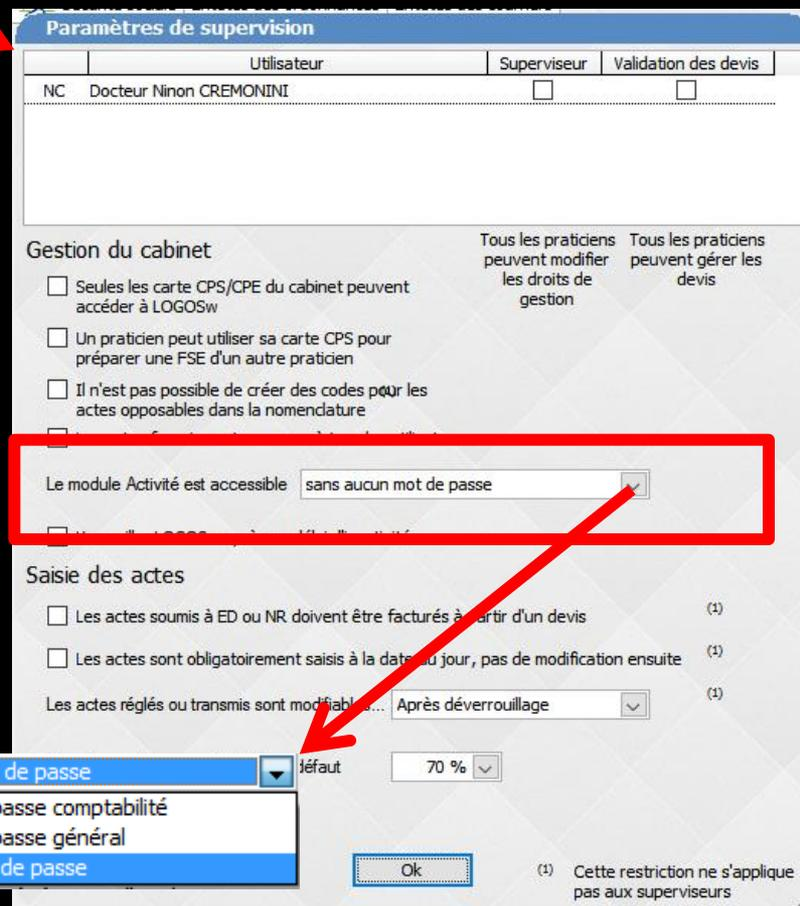 Paramètres de supervision
Utilisateur Superviseur Validation des devis
NC Docteur Ninon CREMONINI
Gestion du cabinet
Tous les praticiens peuvent modifier les droits de gestion
Tous les praticiens peuvent gérer les devis
Seules les carte CPS/CPE du cabinet peuvent
accéder à LOGOSw
Un praticien peut utiliser sa carte CPS pour
préparer une FSE d'un autre praticien
Il n'est pas possible de créer des codes pour les
actes opposables dans la nomenclature
Le module Activité est accessible sans aucun mot de passe
Saisie des actes
Les actes soumis à ED ou NR doivent être facturés à partir d'un devis (1)
Les actes sont obligatoirement saisis à la date du jour, pas de modification ensuite (1)
Les actes réglés ou transmis sont modifiables... Après déverrouillage (1)
de passe
défaut 70 %
passe comptabilité
passe général
de passe
Ok
(1) Cette restriction ne s'applique
pas aux superviseurs